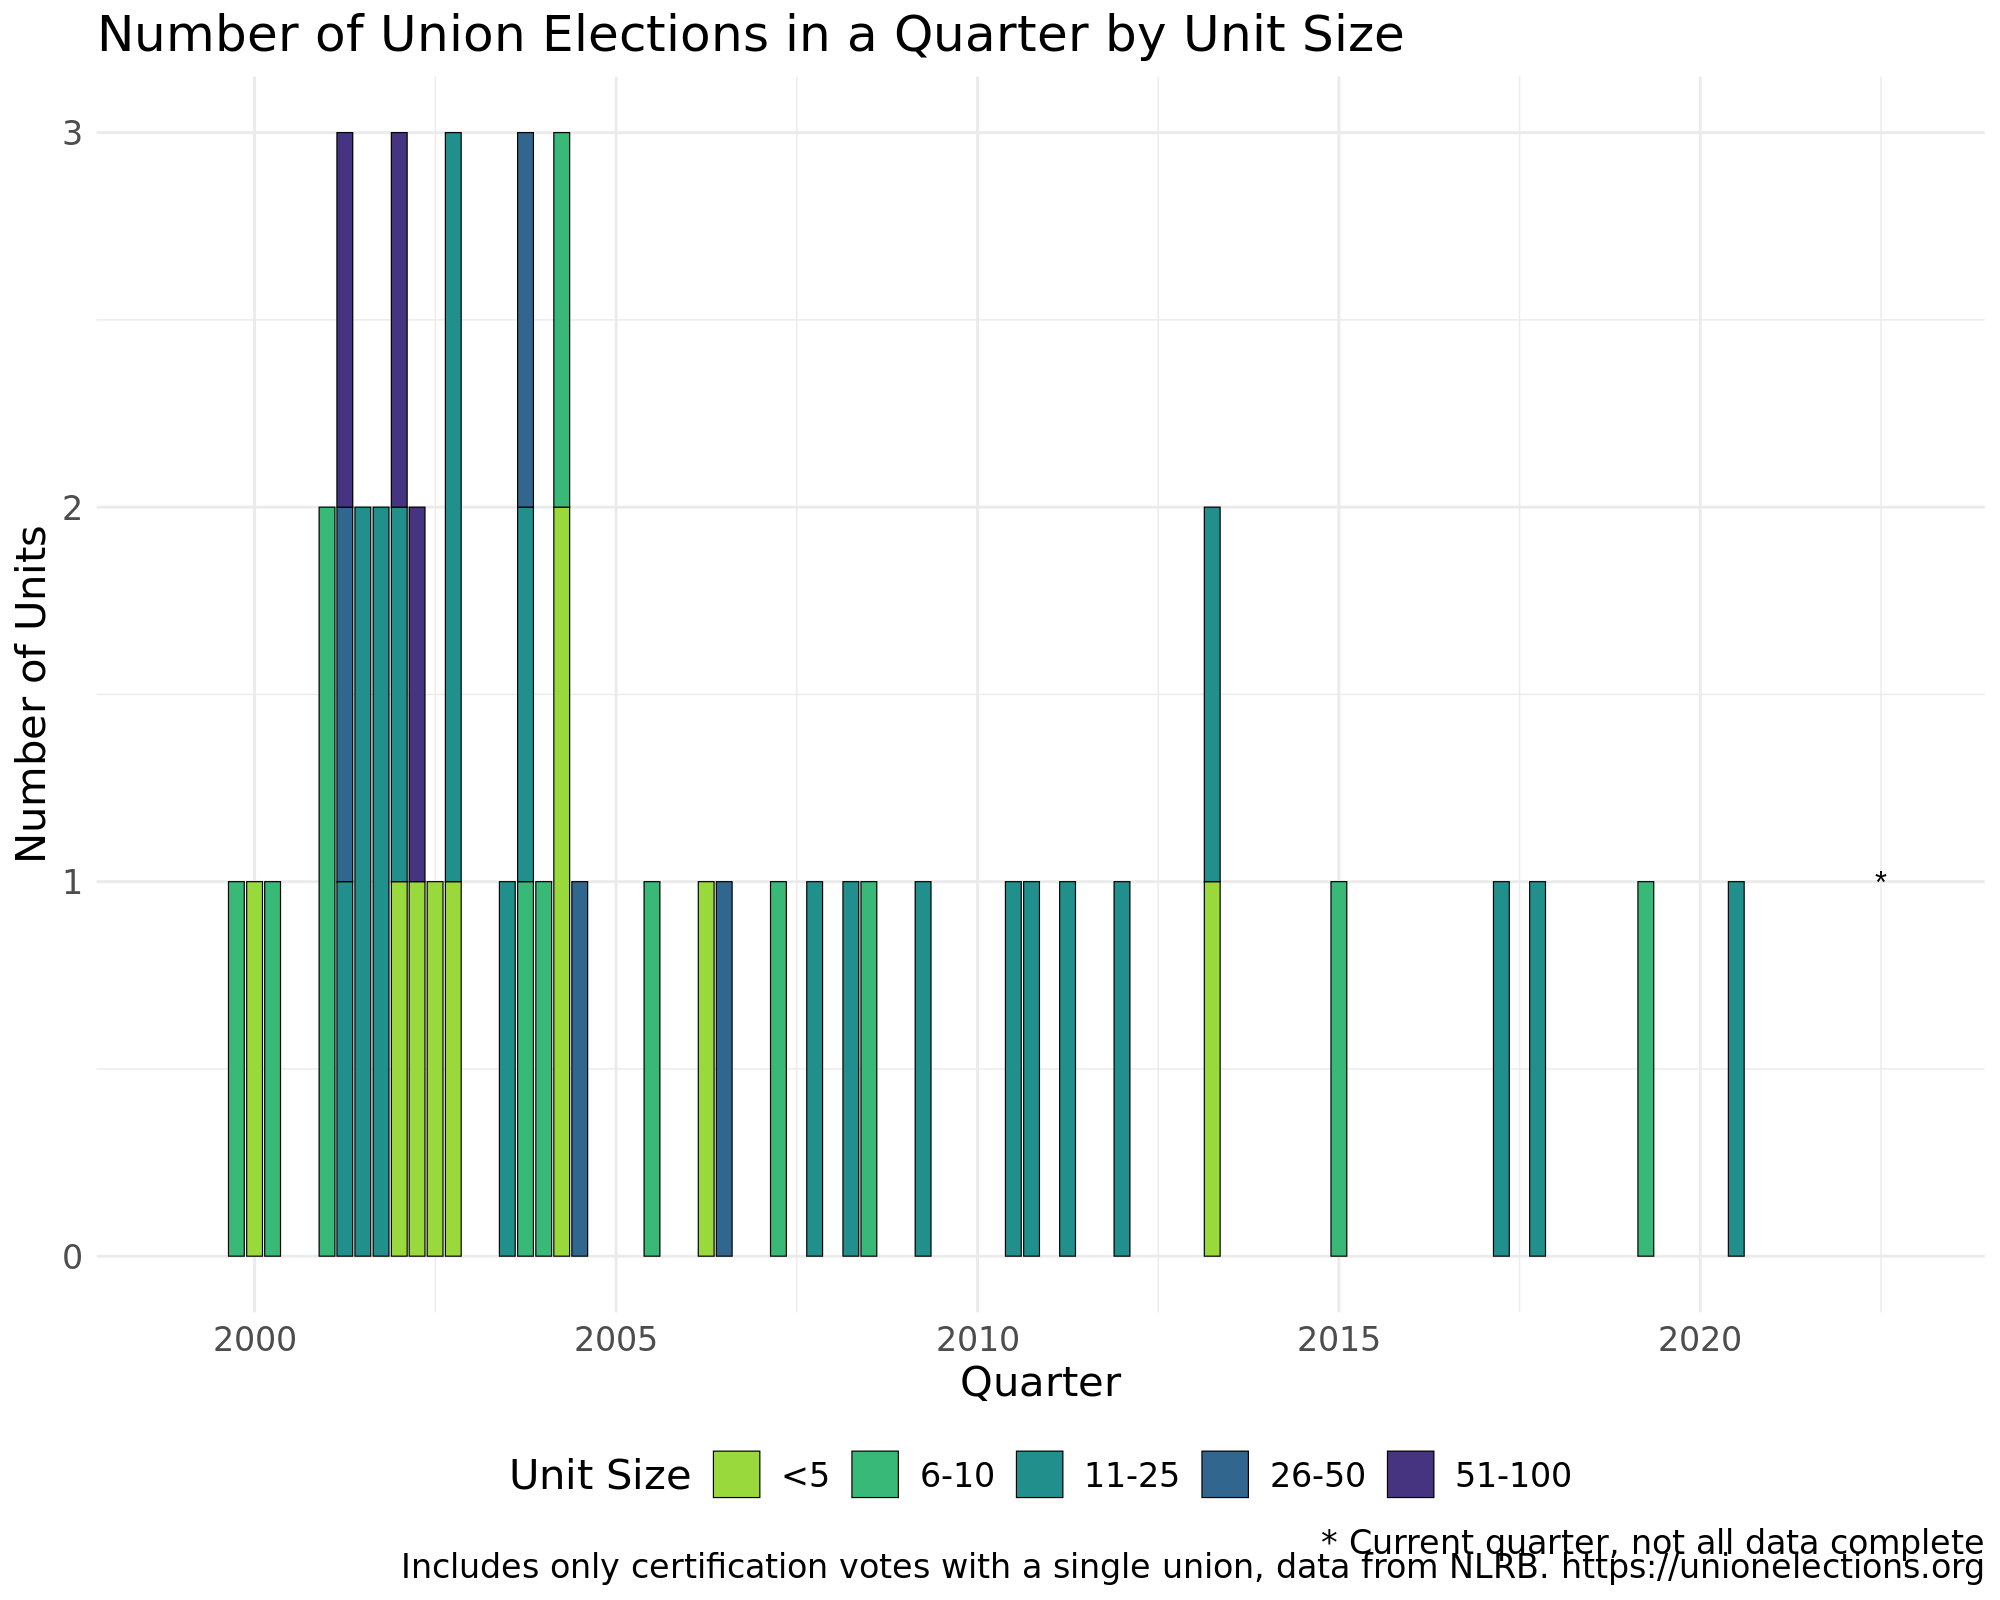 Number of Union Elections in a Quarter by Unit Size
Number of Units
3
2
1
0
*
2000 2005 2010 2015 2020
Quarter
Unit Size <5 6-10 11-25 26-50 51-100
* Current quarter, not all data complete
Includes only certification votes with a single union, data from NLRB. https://unionelections.org